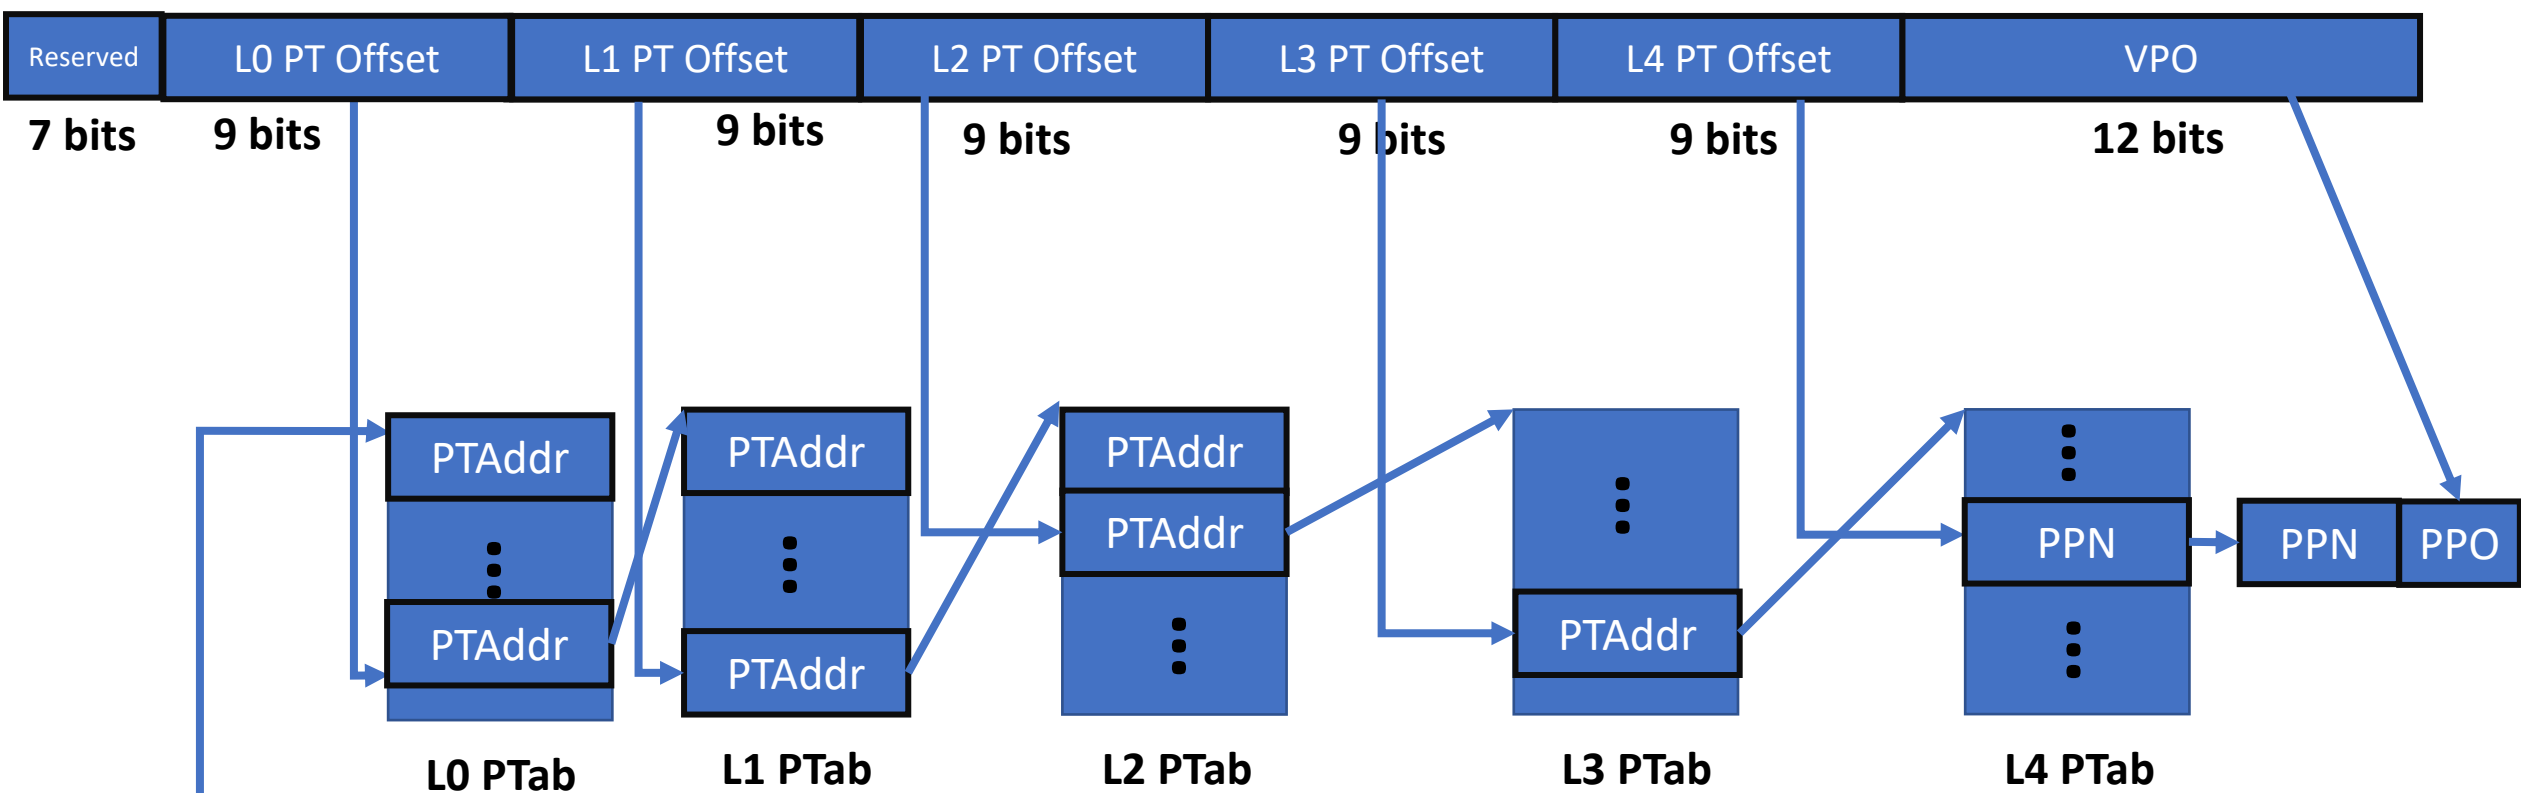 Reserved L0 PT Offset L1 PT Offset L2 PT Offset L3 PT Offset L4 PT Offset VPO
7 bits 9 bits 9 bits 9 bits 9 bits 9 bits 12 bits
PTAddr PTAddr PTAddr
PTAddr PPN PPN PPO
PTAddr PTAddr PTAddr
L0 PTab L1 PTab L2 PTab L3 PTab L4 PTab